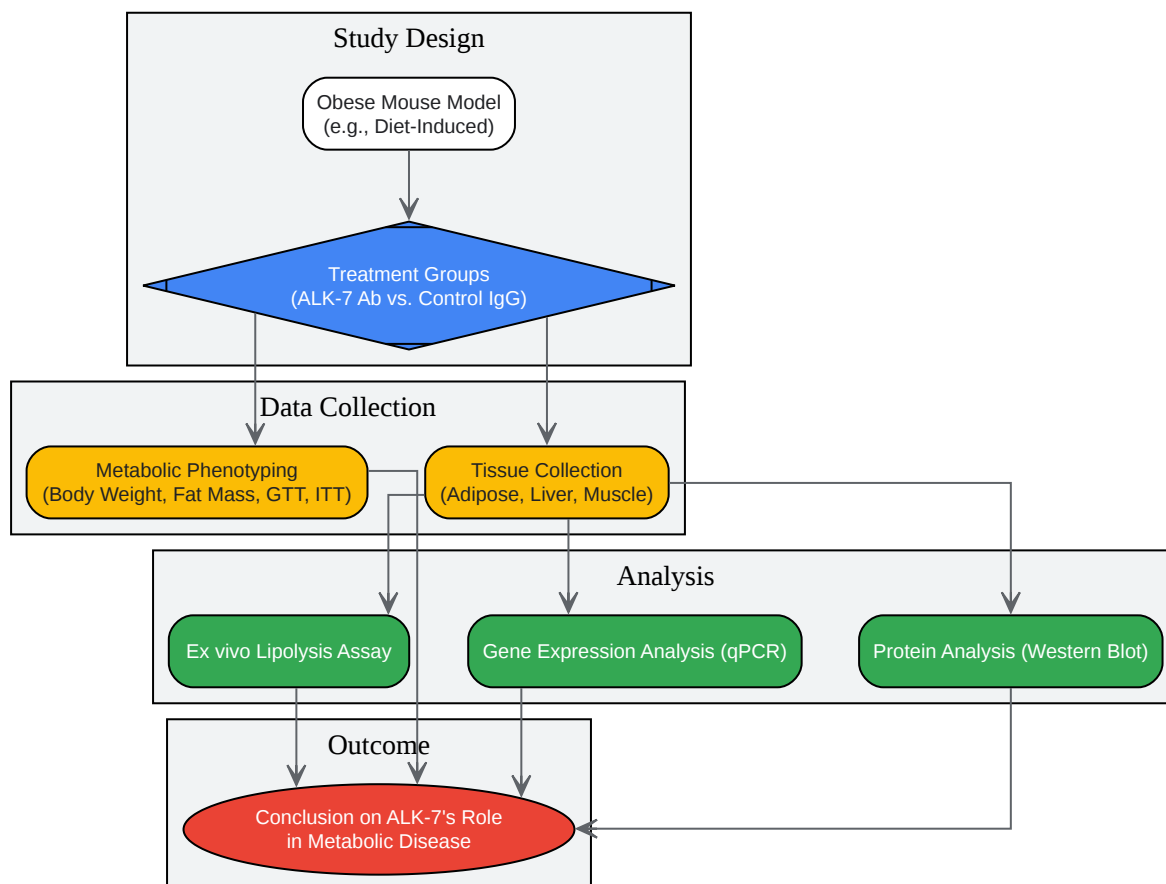 Study Design
Obese Mouse Model
(e.g., Diet-Induced)
Treatment Groups
(ALK-7 Ab vs. Control IgG)
Data Collection
Metabolic Phenotyping
(Body Weight, Fat Mass, GTT, ITT)
Tissue Collection
(Adipose, Liver, Muscle)
Analysis
Ex vivo Lipolysis Assay
Gene Expression Analysis (qPCR)
Protein Analysis (Western Blot)
Outcome
Conclusion on ALK-7's Role
in Metabolic Disease